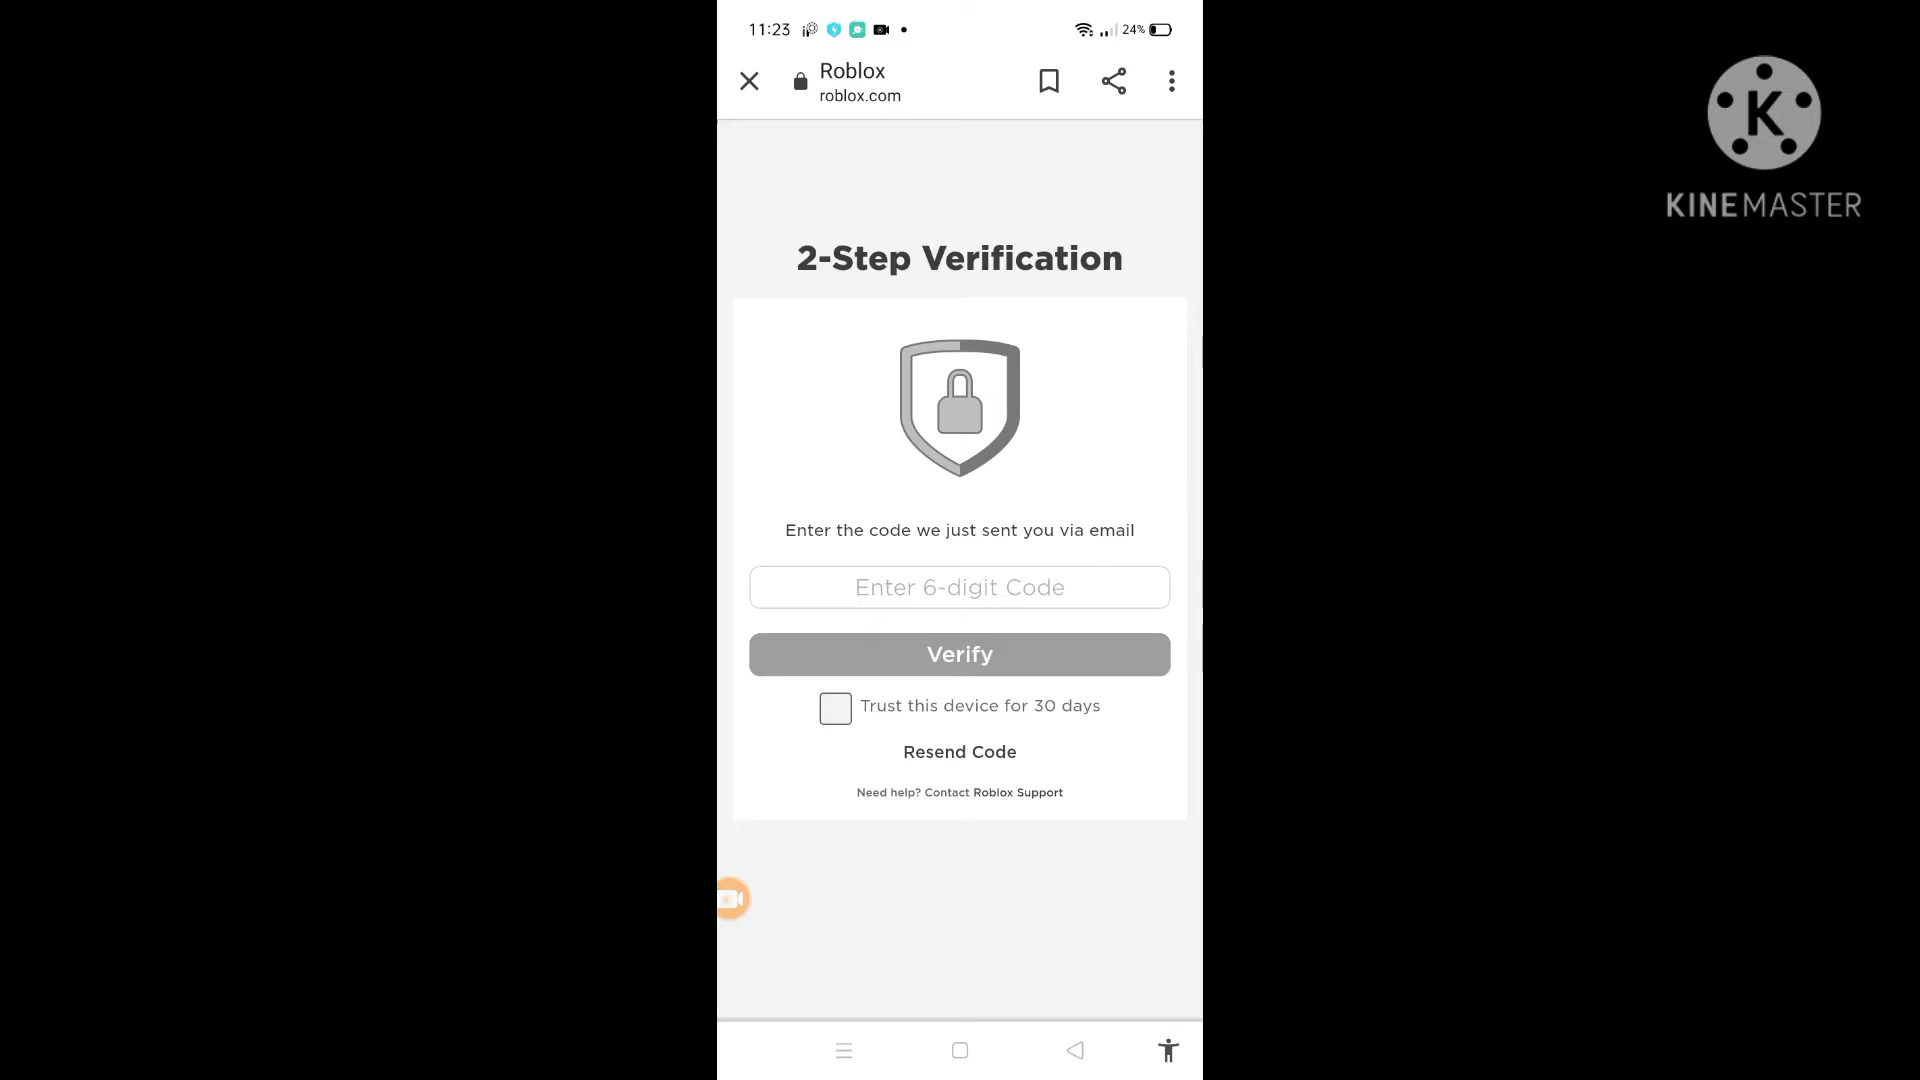 11:23
24%
Roblox
roblox.com
K
KINEMASTER
2-Step Verification
Enter the code we just sent you via email
Enter 6-digit Code
Verify
Trust this device for 30 days
Resend Code
Need help? Contact Roblox Support